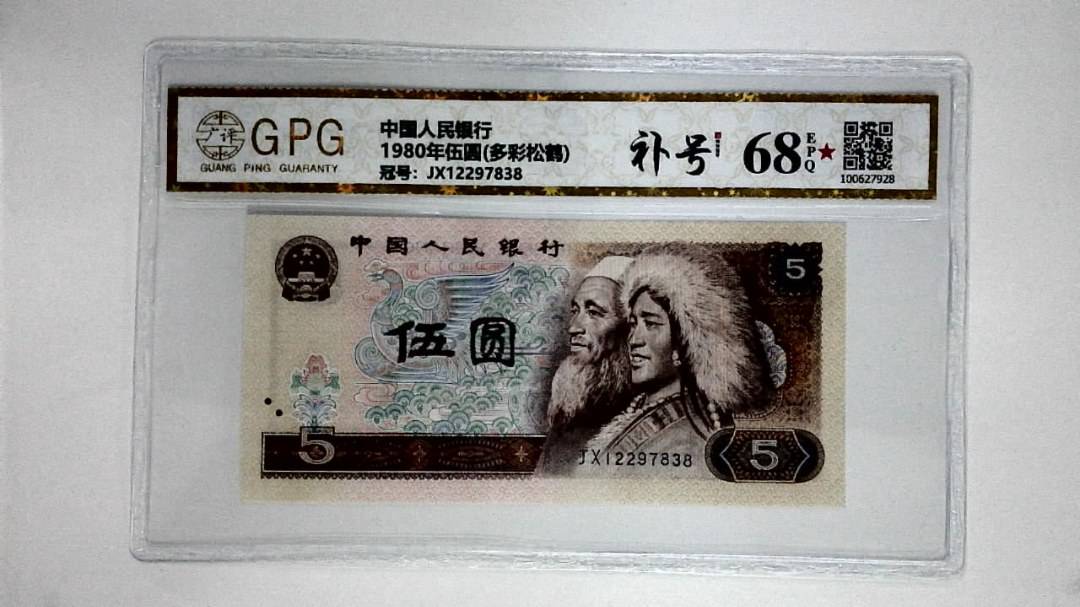 广评
GPG
GUANG PING GUARANTY
中国人民银行
1980年伍圆(多彩松鹤)
冠号: JX12297838
补号
68
EPQ
100627928
中国人民银行
5
伍圆
5
JX12297838
5